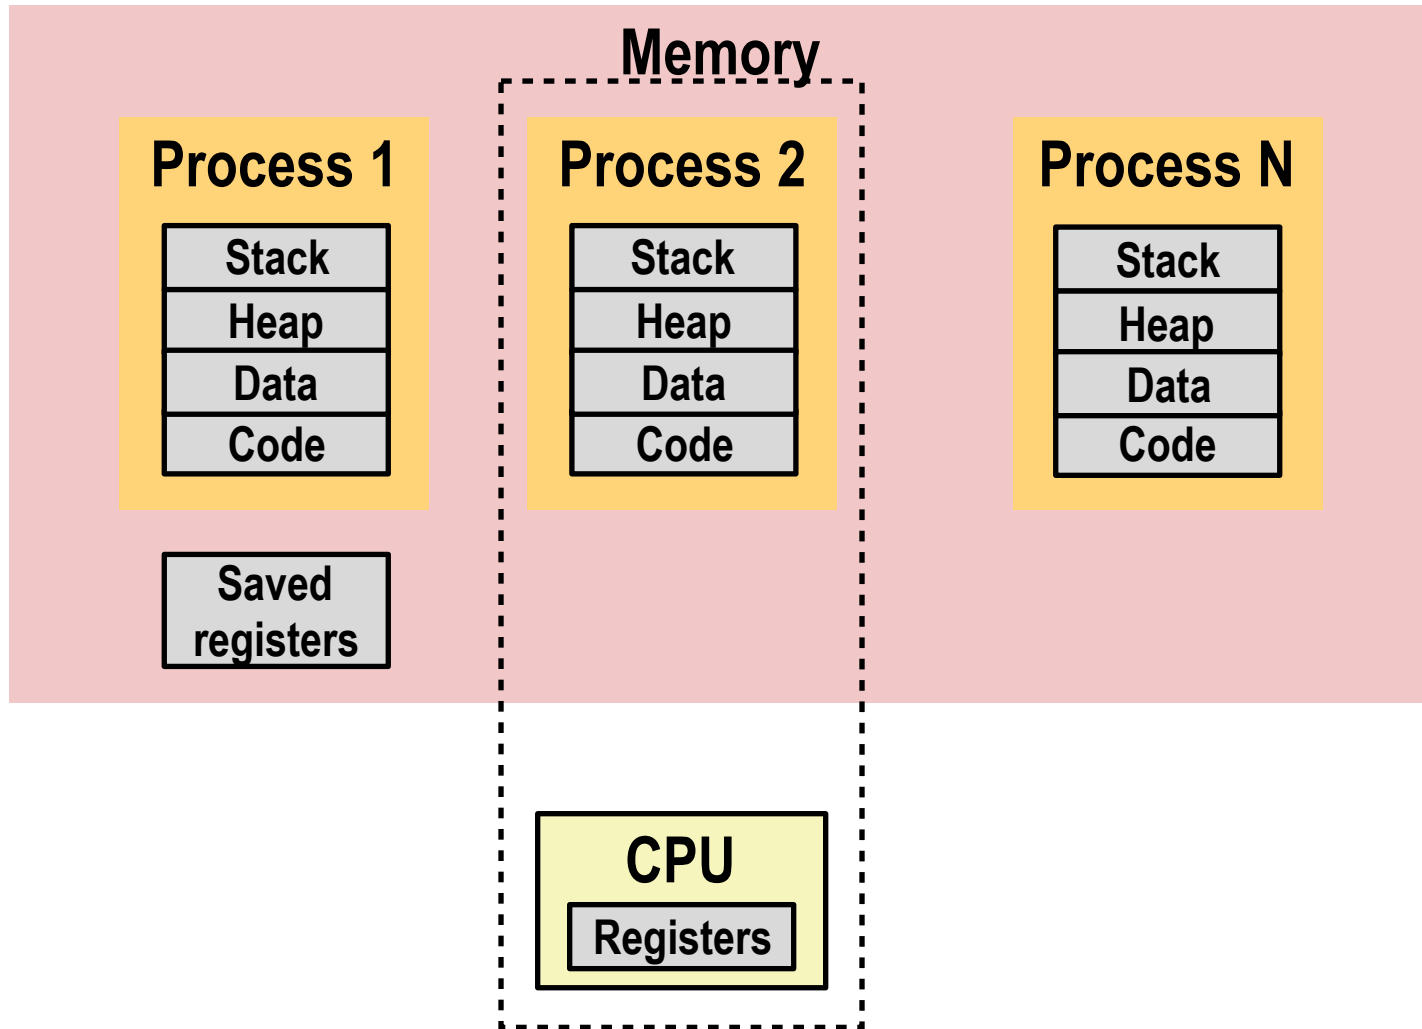 Memory
Process 1
Stack
Heap
Data
Code
Saved
registers
Process 2
Stack
Heap
Data
Code
Process N
Stack
Heap
Data
Code
CPU
Registers